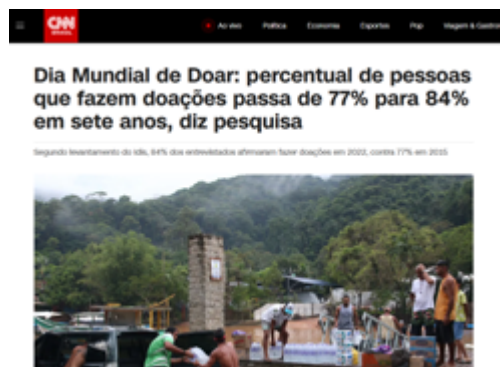 CNN
BRASIL
Ao vivo Política Economia Esportes Pop Viagem & Gastro
Dia Mundial de Doar: percentual de pessoas
que fazem doações passa de 77% para 84%
em sete anos, diz pesquisa
Segundo levantamento do Idis, 84% dos entrevistados afirmaram fazer doações em 2022, contra 77% em 2015